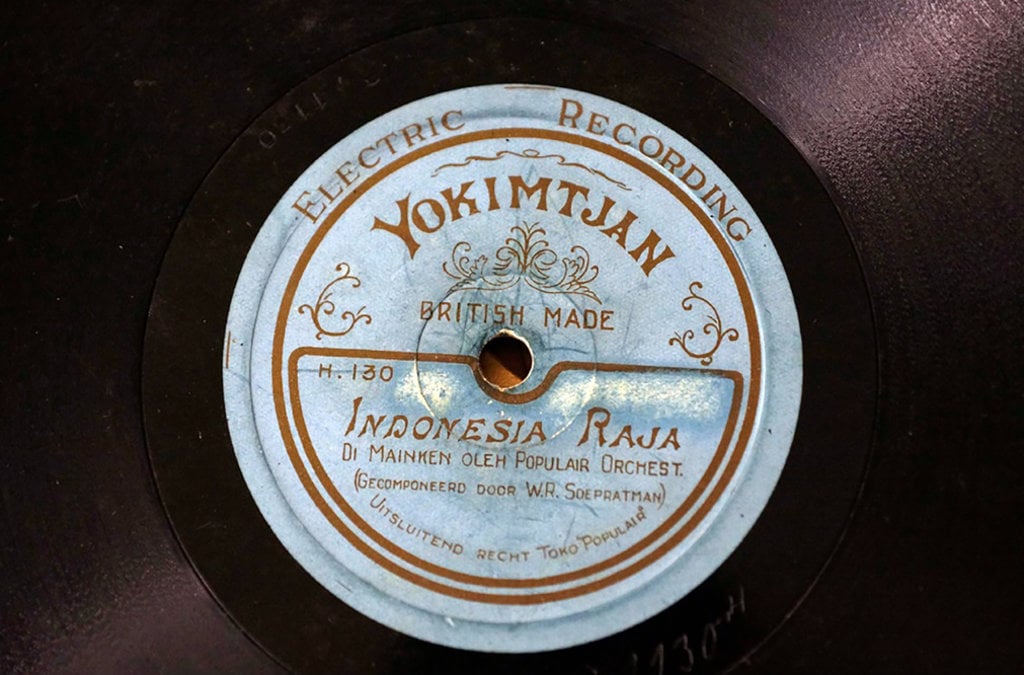 ELECTRIC RECORDING
YOKIMTJAN
BRITISH MADE
H. 130
INDONESIA RAJA
DI MAINKEN OLEH POPULAIR ORCHEST.
(GECOMPONEERD DOOR W.R. SOEPRATMAN)
UITSLUITEND RECHT TOKO "POPULAIR"